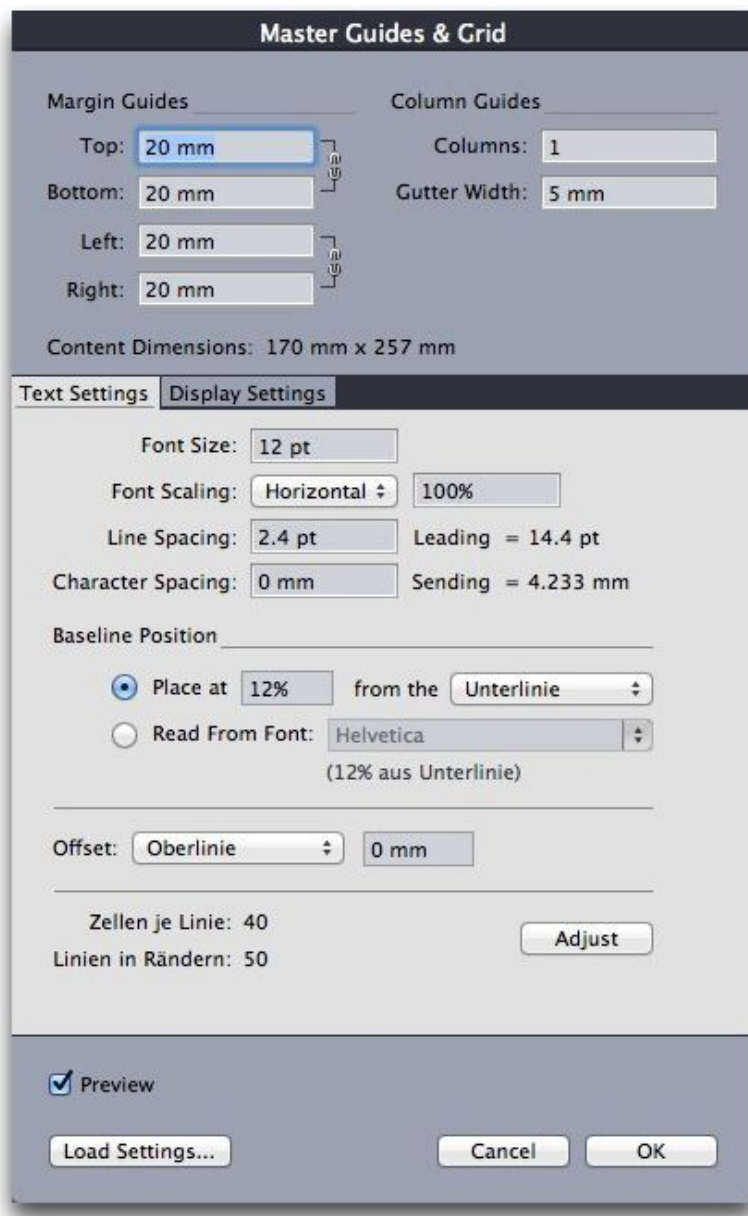 Master Guides & Grid
Margin Guides
Column Guides
Top: 20 mm
Columns: 1
Bottom: 20 mm
Gutter Width: 5 mm
Left: 20 mm
Right: 20 mm
Content Dimensions: 170 mm x 257 mm
Text Settings Display Settings
Font Size: 12 pt
Font Scaling: Horizontal 100%
Line Spacing: 2.4 pt Leading = 14.4 pt
Character Spacing: 0 mm Sending = 4.233 mm
Baseline Position
Place at 12% from the Unterlinie
Read From Font: Helvetica
(12% aus Unterlinie)
Offset: Oberlinie 0 mm
Zellen je Linie: 40
Linien in Rändern: 50
Adjust
Preview
Load Settings... Cancel OK